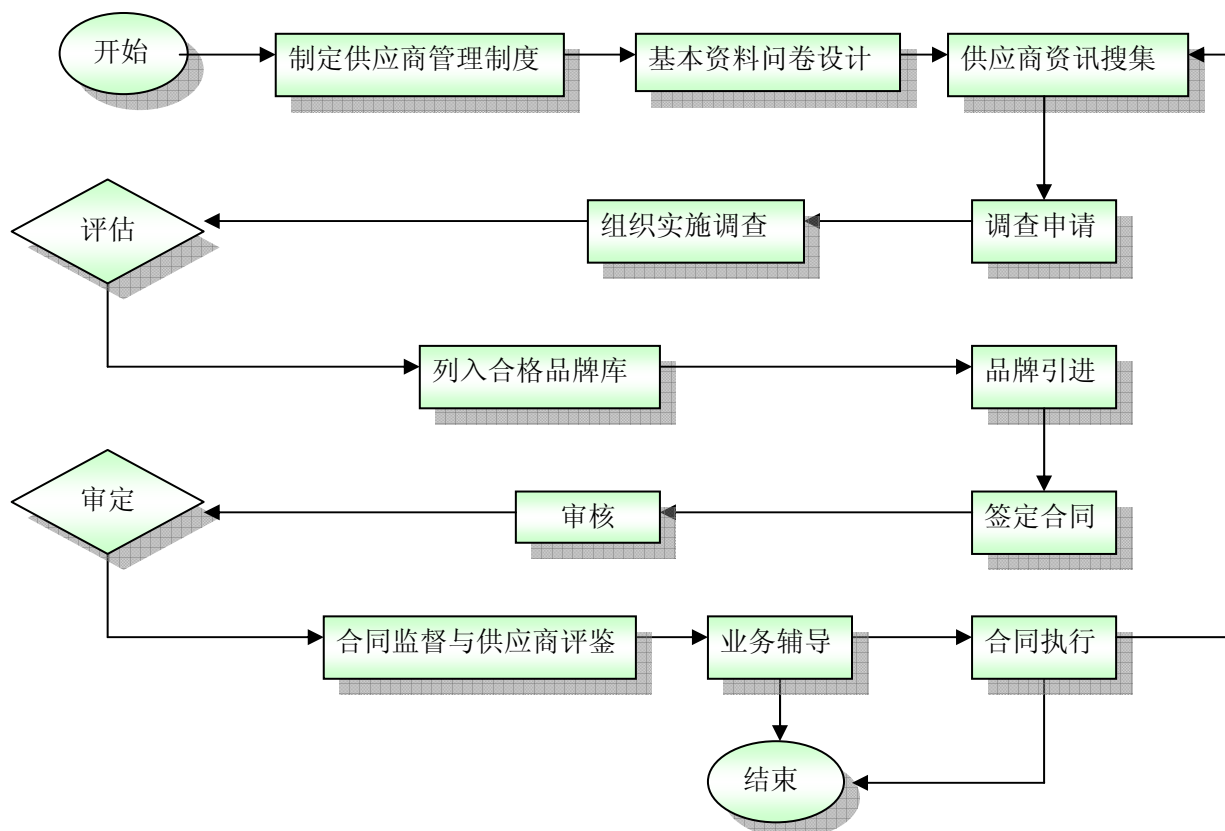 开始
制定供应商管理制度
基本资料问卷设计
供应商资讯搜集
评估
组织实施调查
调查申请
列入合格品牌库
品牌引进
审定
审核
签定合同
合同监督与供应商评鉴
业务辅导
合同执行
结束